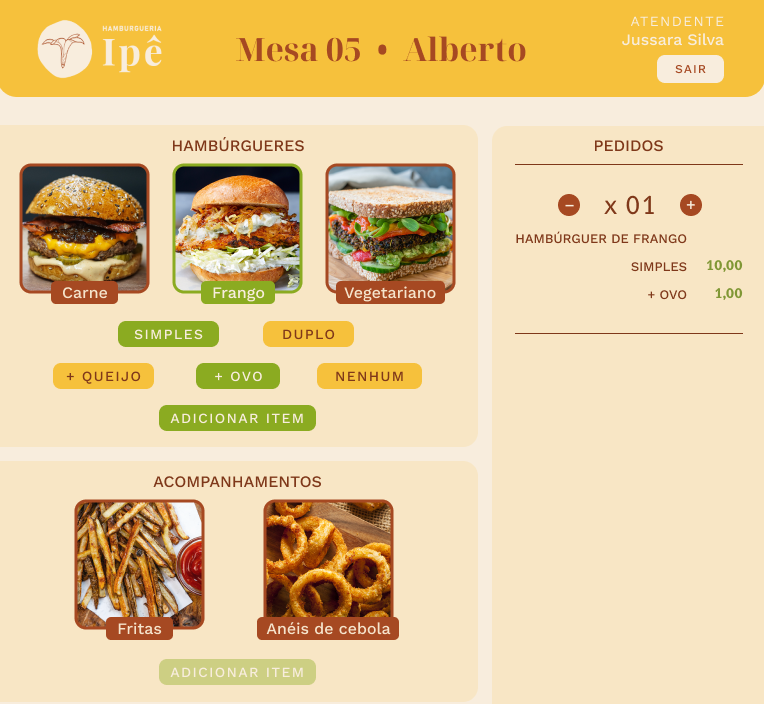 HAMBURGUERIA
Ipê
Mesa 05 • Alberto
ATENDENTE
Jussara Silva
SAIR
HAMBÚRGUERES
Carne
Frango
Vegetariano
SIMPLES
DUPLO
+ QUEIJO
+ OVO
NENHUM
ADICIONAR ITEM
ACOMPANHAMENTOS
Fritas
Anéis de cebola
ADICIONAR ITEM
PEDIDOS
− x 01 +
HAMBÚRGUER DE FRANGO
SIMPLES 10,00
+ OVO 1,00